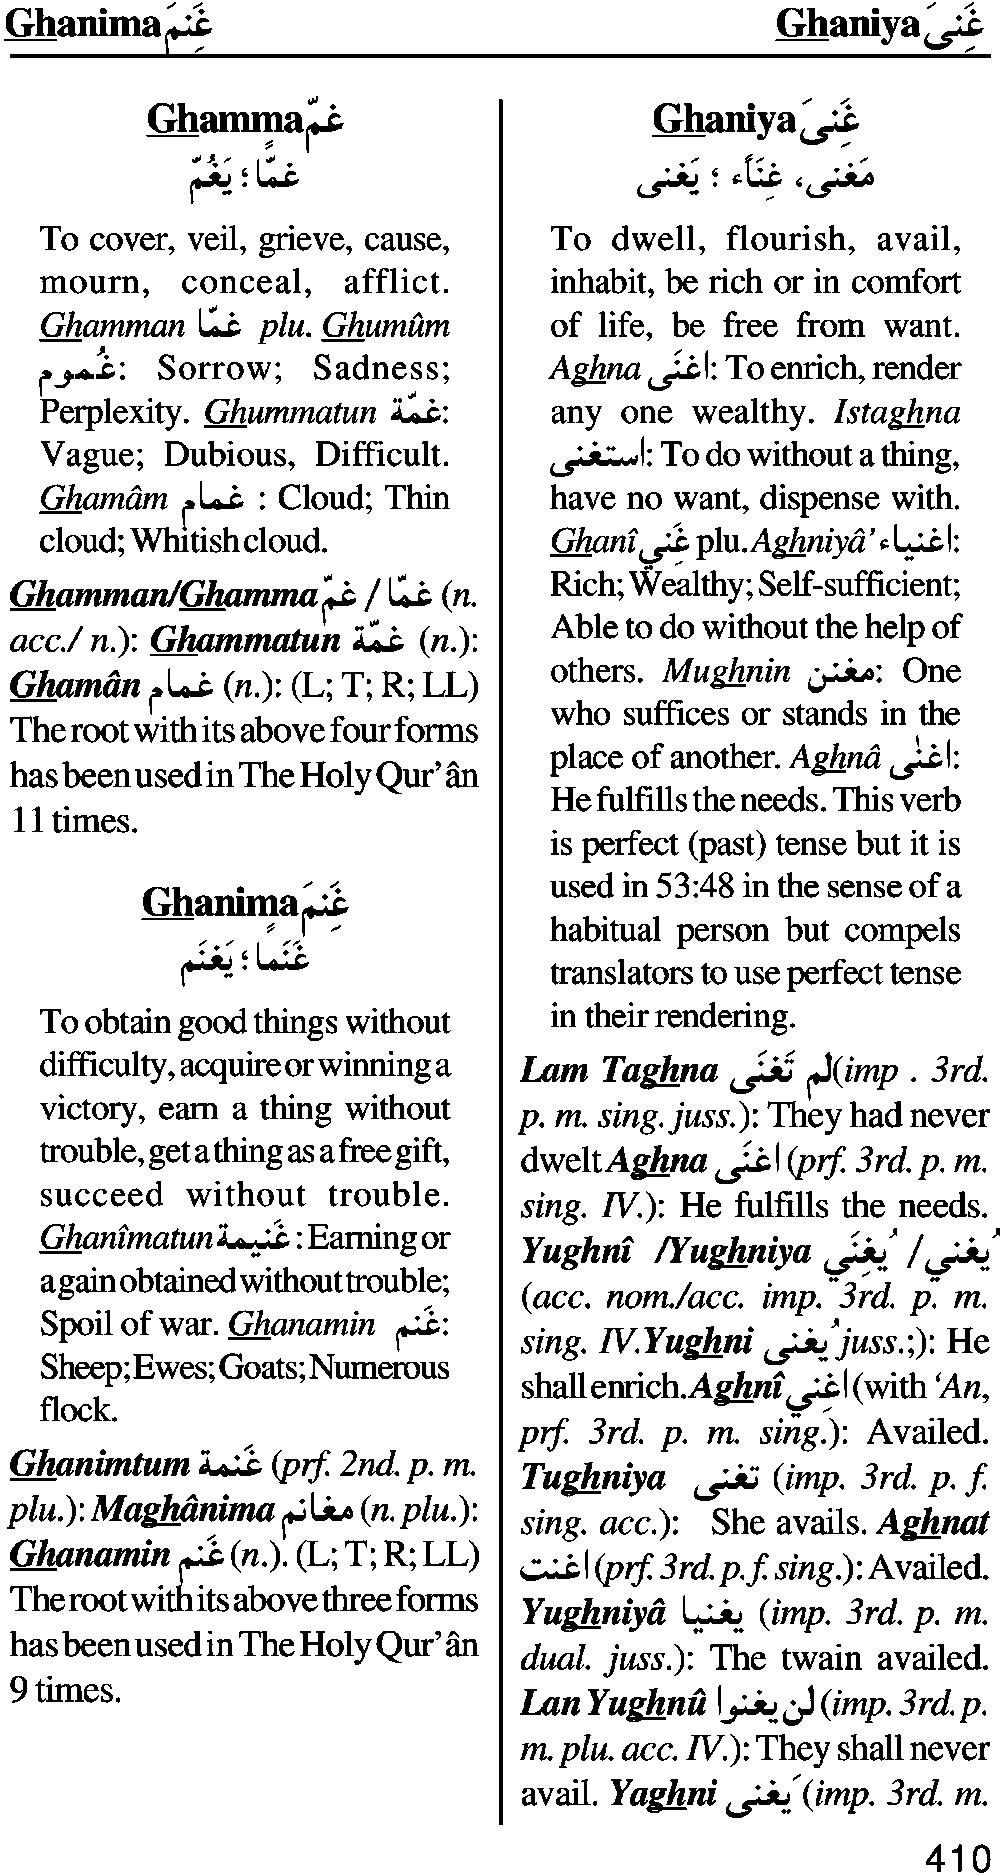 Ghanima غَنِمَ
Ghaniya غَنِیَ
Ghamma غمّ
غمًّا ؛ يَغُمّ
To cover, veil, grieve, cause,
mourn, conceal, afflict.
Ghamman غمّا plu. Ghumûm
غُموم: Sorrow; Sadness;
Perplexity. Ghummatun غمّة:
Vague; Dubious, Difficult.
Ghamâm غمام : Cloud; Thin
cloud; Whitish cloud.
Ghamman/Ghamma غمّا / غمّ (n.
acc./ n.): Ghammatun غمّة (n.):
Ghamân غمام (n.): (L; T; R; LL)
The root with its above four forms
has been used in The Holy Qur'ân
11 times.
Ghanima غَنِمَ
غَنَماً ؛ يَغنَم
To obtain good things without
difficulty, acquire or winning a
victory, earn a thing without
trouble, get a thing as a free gift,
succeed without trouble.
Ghanîmatun غَنيمة : Earning or
a gain obtained without trouble;
Spoil of war. Ghanamin غَنم:
Sheep; Ewes; Goats; Numerous
flock.
Ghanimtum غَنمة (prf. 2nd. p. m.
plu.): Maghânima مغانم (n. plu.):
Ghanamin غَنم (n.). (L; T; R; LL)
The root with its above three forms
has been used in The Holy Qur'ân
9 times.
Ghaniya غَنِیَ
مَغنى، غِنَآء ؛ يَغنى
To dwell, flourish, avail,
inhabit, be rich or in comfort
of life, be free from want.
Aghna اغنَى: To enrich, render
any one wealthy. Istaghna
استغنى: To do without a thing,
have no want, dispense with.
Ghanî غَنِي plu. Aghniyâ' اغنياء:
Rich; Wealthy; Self-sufficient;
Able to do without the help of
others. Mughnin مغنن: One
who suffices or stands in the
place of another. Aghnâ اغنٰى:
He fulfills the needs. This verb
is perfect (past) tense but it is
used in 53:48 in the sense of a
habitual person but compels
translators to use perfect tense
in their rendering.
Lam Taghna لم تَغنَى (imp . 3rd.
p. m. sing. juss.): They had never
dwelt Aghna اغنَى (prf. 3rd. p. m.
sing. IV.): He fulfills the needs.
Yughnî /Yughniya يُغني / يُغنِيَ
(acc. nom./acc. imp. 3rd. p. m.
sing. IV. Yughni يُغنى juss.;): He
shall enrich. Aghnî اغنِي (with 'An,
prf. 3rd. p. m. sing.): Availed.
Tughniya تغنى (imp. 3rd. p. f.
sing. acc.): She avails. Aghnat
اغنت (prf. 3rd. p. f. sing.): Availed.
Yughniyâ يغنيا (imp. 3rd. p. m.
dual. juss.): The twain availed.
Lan Yughnû لن يغنوا (imp. 3rd. p.
m. plu. acc. IV.): They shall never
avail. Yaghni يَغنى (imp. 3rd. m.
410